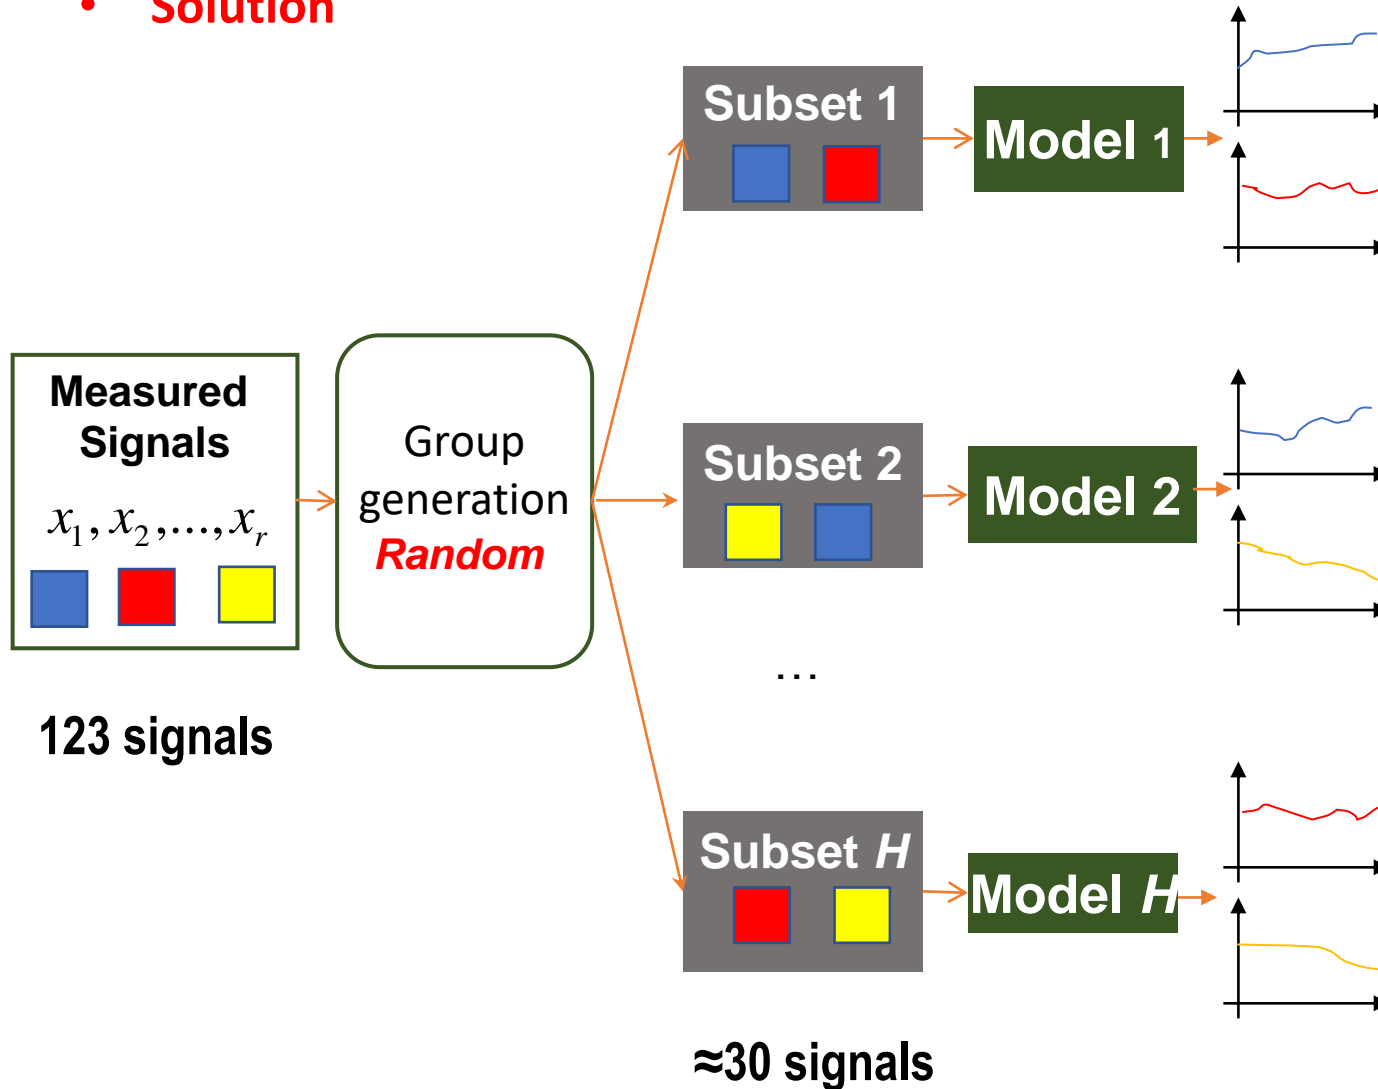 • Solution
Subset 1
Model 1
Measured
Signals
x₁, x₂,..., xᵣ
Group
generation
Random
Subset 2
Model 2
...
123 signals
Subset H
Model H
≈30 signals